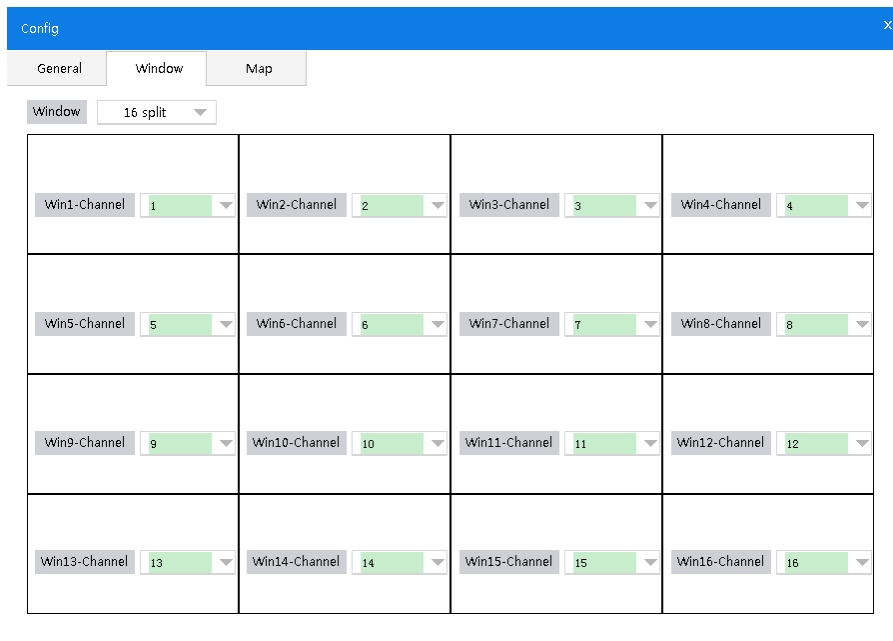 Config x
General Window Map
Window 16 split
Win1-Channel 1 Win2-Channel 2 Win3-Channel 3 Win4-Channel 4
Win5-Channel 5 Win6-Channel 6 Win7-Channel 7 Win8-Channel 8
Win9-Channel 9 Win10-Channel 10 Win11-Channel 11 Win12-Channel 12
Win13-Channel 13 Win14-Channel 14 Win15-Channel 15 Win16-Channel 16